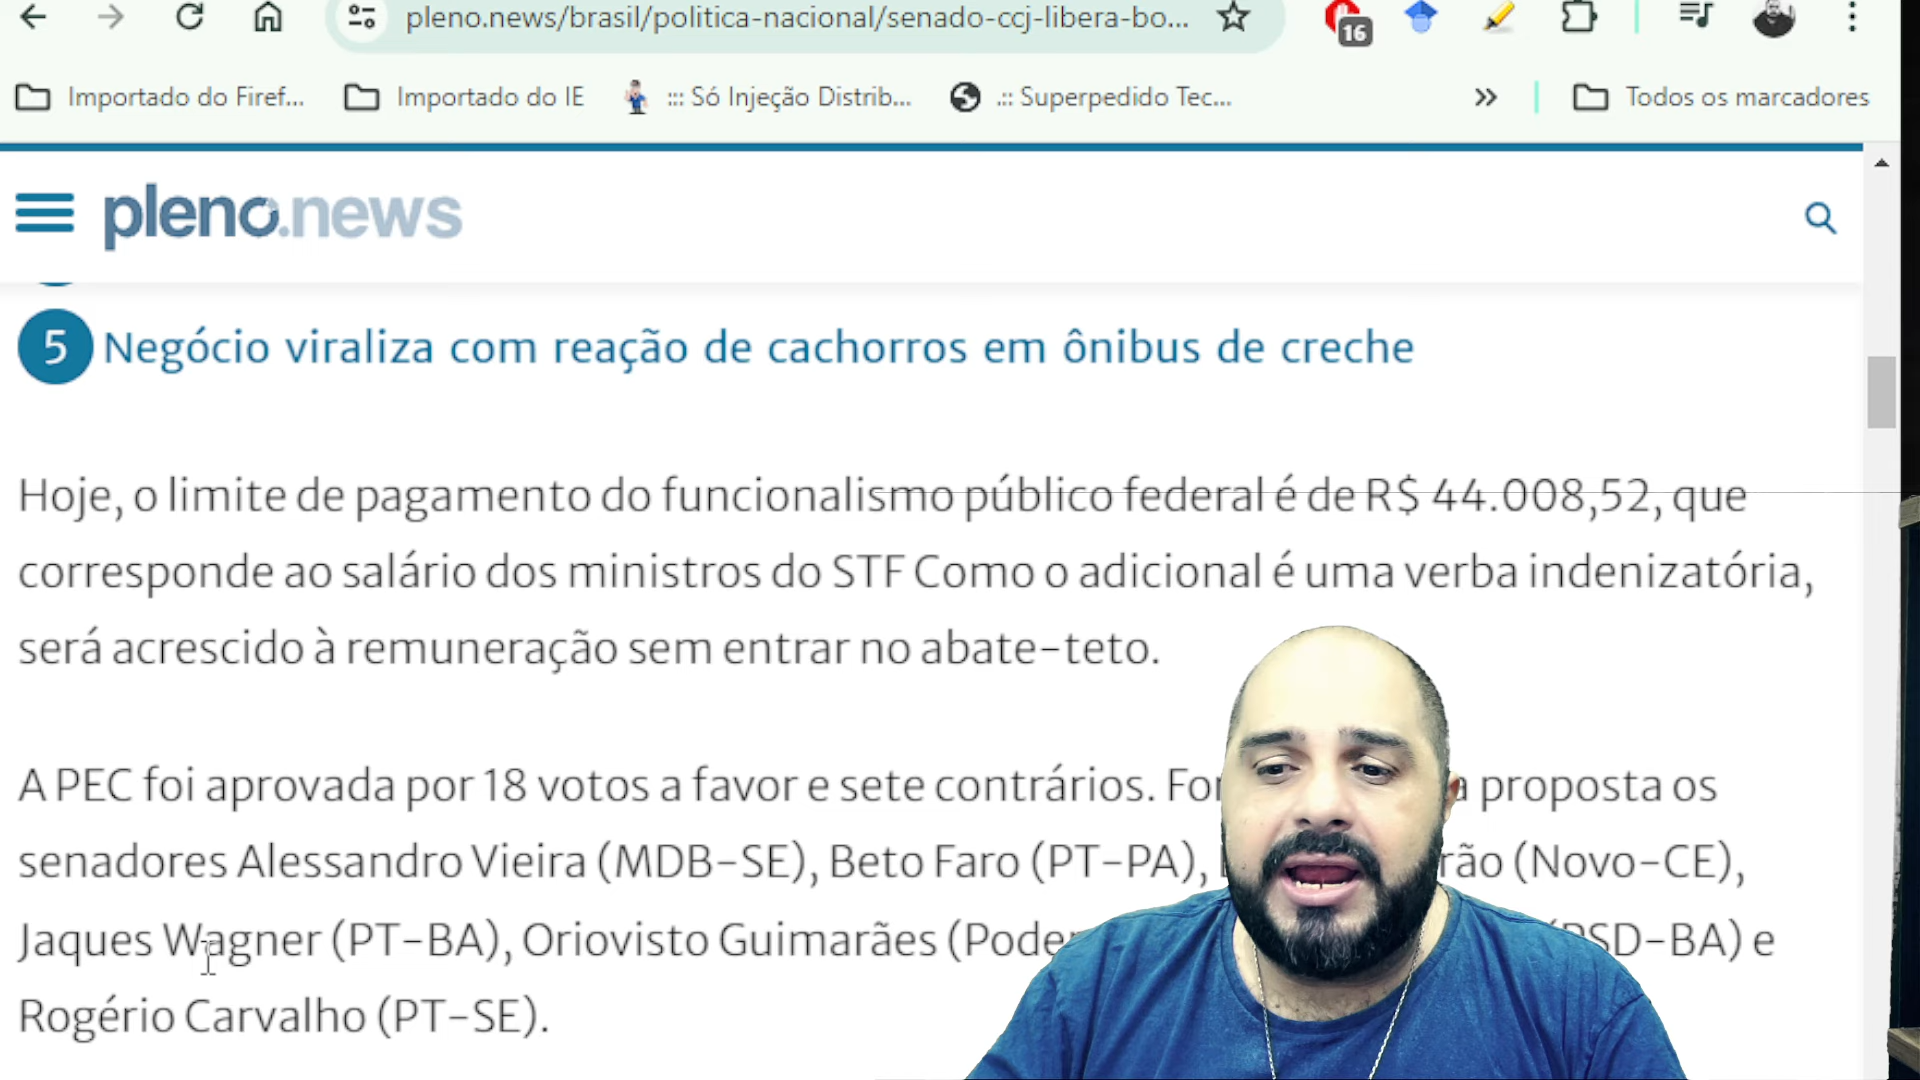 pleno.news/brasil/politica-nacional/senado-ccj-libera-bo...
16
Importado do Firef...
Importado do IE
::: Só Injeção Distrib...
.:: Superpedido Tec...
»
Todos os marcadores
pleno.news
5 Negócio viraliza com reação de cachorros em ônibus de creche
Hoje, o limite de pagamento do funcionalismo público federal é de R$ 44.008,52, que
corresponde ao salário dos ministros do STF Como o adicional é uma verba indenizatória,
será acrescido à remuneração sem entrar no abate-teto.
A PEC foi aprovada por 18 votos a favor e sete contrários. proposta os
senadores Alessandro Vieira (MDB-SE), Beto Faro (PT-PA), (Novo-CE),
Jaques Wagner (PT-BA), Oriovisto Guimarães (PSD-BA) e
Rogério Carvalho (PT-SE).